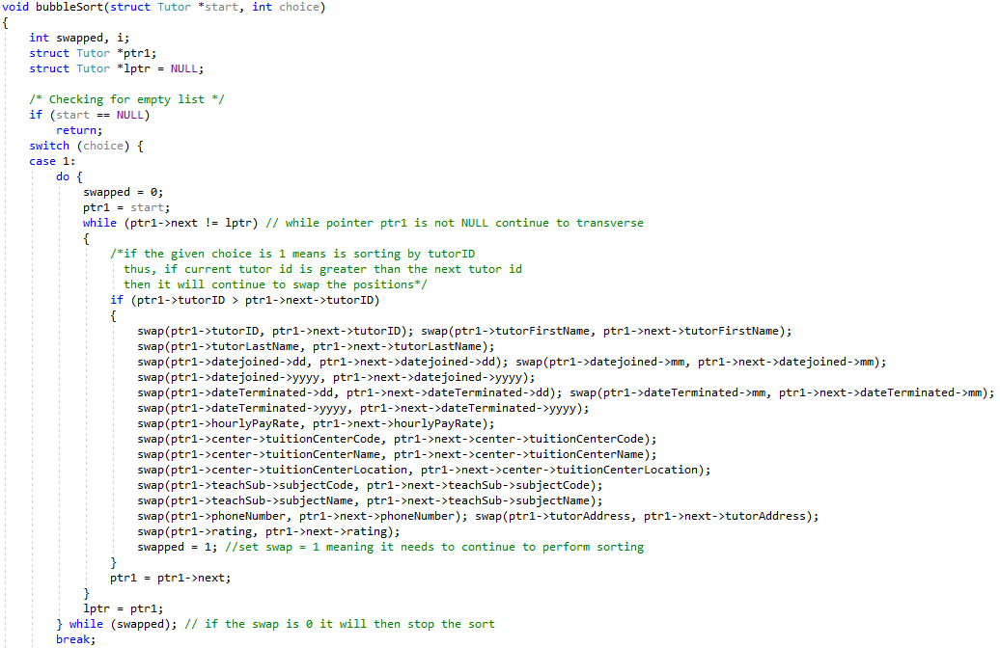 void bubbleSort(struct Tutor *start, int choice)
{
    int swapped, i;
    struct Tutor *ptr1;
    struct Tutor *lptr = NULL;

    /* Checking for empty list */
    if (start == NULL)
        return;
    switch (choice) {
    case 1:
        do {
            swapped = 0;
            ptr1 = start;
            while (ptr1->next != lptr) // while pointer ptr1 is not NULL continue to transverse
            {
                /*if the given choice is 1 means is sorting by tutorID
                  thus, if current tutor id is greater than the next tutor id
                  then it will continue to swap the positions*/
                if (ptr1->tutorID > ptr1->next->tutorID)
                {
                    swap(ptr1->tutorID, ptr1->next->tutorID); swap(ptr1->tutorFirstName, ptr1->next->tutorFirstName);
                    swap(ptr1->tutorLastName, ptr1->next->tutorLastName);
                    swap(ptr1->datejoined->dd, ptr1->next->datejoined->dd); swap(ptr1->datejoined->mm, ptr1->next->datejoined->mm);
                    swap(ptr1->datejoined->yyyy, ptr1->next->datejoined->yyyy);
                    swap(ptr1->dateTerminated->dd, ptr1->next->dateTerminated->dd); swap(ptr1->dateTerminated->mm, ptr1->next->dateTerminated->mm);
                    swap(ptr1->dateTerminated->yyyy, ptr1->next->dateTerminated->yyyy);
                    swap(ptr1->hourlyPayRate, ptr1->next->hourlyPayRate);
                    swap(ptr1->center->tuitionCenterCode, ptr1->next->center->tuitionCenterCode);
                    swap(ptr1->center->tuitionCenterName, ptr1->next->center->tuitionCenterName);
                    swap(ptr1->center->tuitionCenterLocation, ptr1->next->center->tuitionCenterLocation);
                    swap(ptr1->teachSub->subjectCode, ptr1->next->teachSub->subjectCode);
                    swap(ptr1->teachSub->subjectName, ptr1->next->teachSub->subjectName);
                    swap(ptr1->phoneNumber, ptr1->next->phoneNumber); swap(ptr1->tutorAddress, ptr1->next->tutorAddress);
                    swap(ptr1->rating, ptr1->next->rating);
                    swapped = 1; //set swap = 1 meaning it needs to continue to perform sorting
                }
                ptr1 = ptr1->next;
            }
            lptr = ptr1;
        } while (swapped); // if the swap is 0 it will then stop the sort
        break;